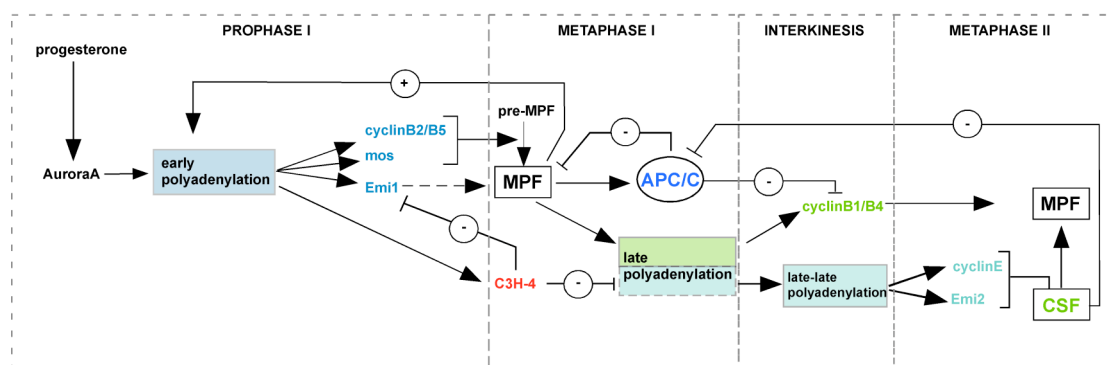 PROPHASE I
METAPHASE I
INTERKINESIS
METAPHASE II
progesterone
+
pre-MPF
cyclinB2/B5
-
-
mos
early
polyadenylation
AuroraA
Emi1
MPF
APC/C
-
cyclinB1/B4
MPF
-
late
polyadenylation
C3H-4
-
late-late
polyadenylation
cyclinE
Emi2
CSF